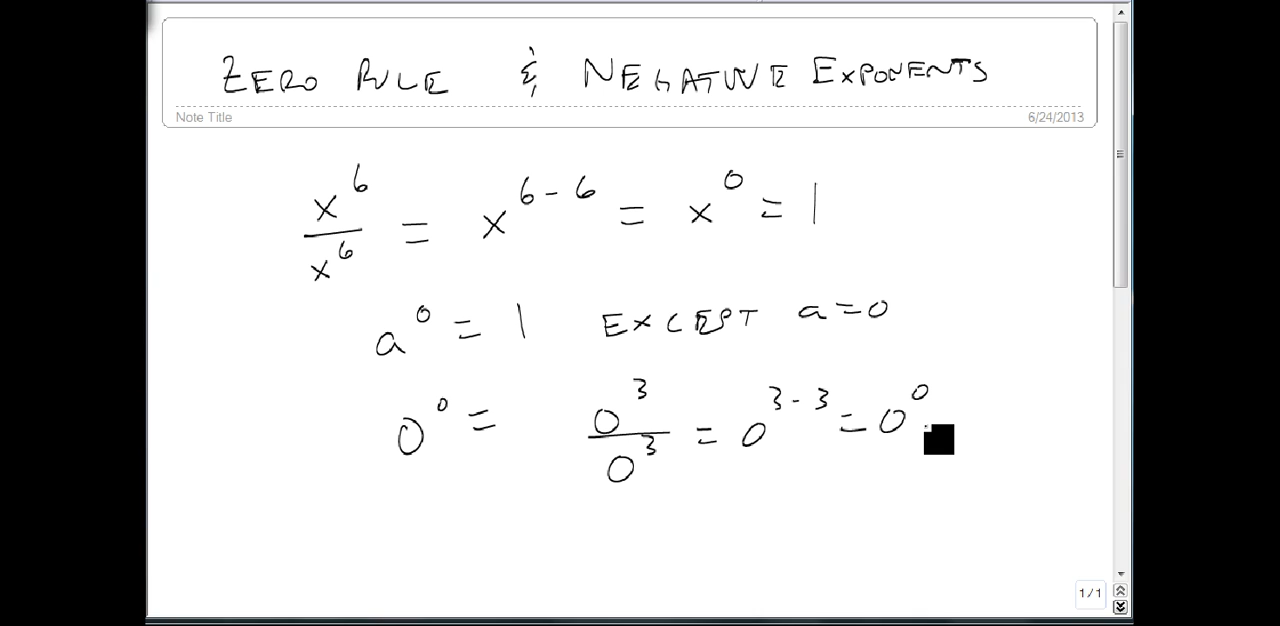 ZERO RULE & NEGATIVE EXPONENTS
Note Title 6/24/2013
x^6/x^6 = x^(6-6) = x^0 = 1
a^0 = 1 EXCEPT a=0
0^0 = 0^3/0^3 = 0^(3-3) = 0^0
1/1